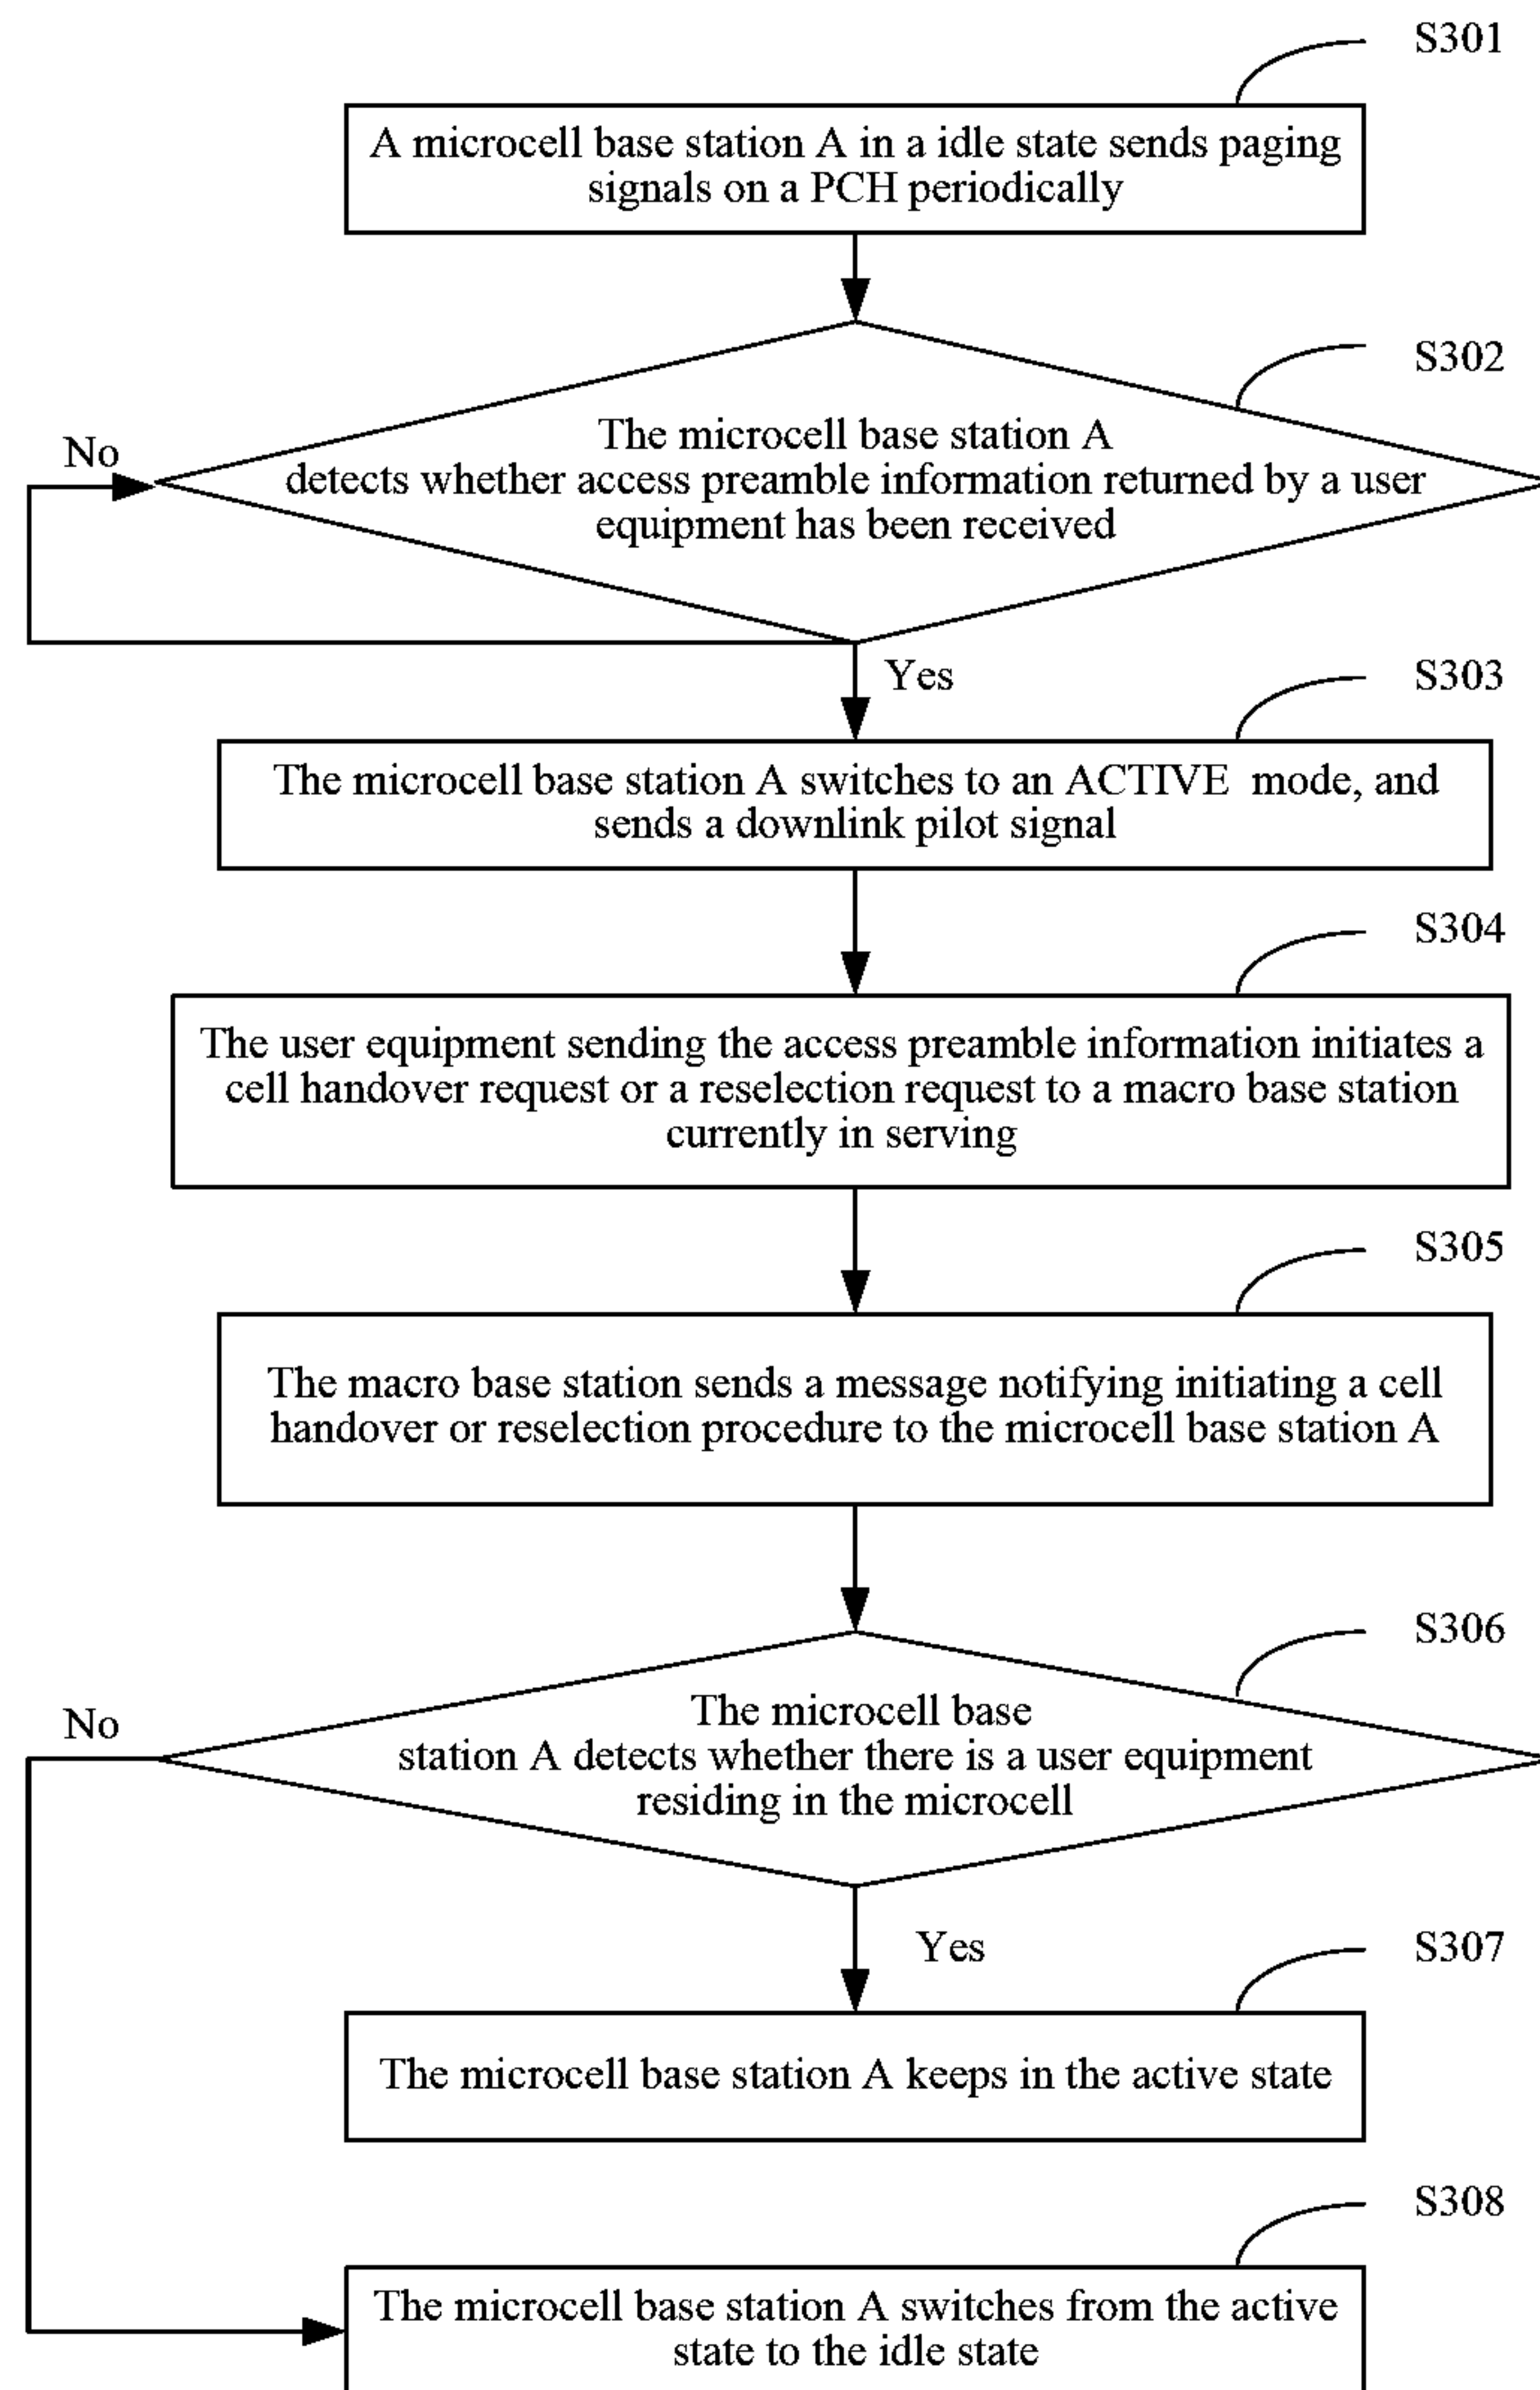 S301
A microcell base station A in a idle state sends paging
signals on a PCH periodically
S302
The microcell base station A
detects whether access preamble information returned by a user
equipment has been received
No
Yes
S303
The microcell base station A switches to an ACTIVE mode, and
sends a downlink pilot signal
S304
The user equipment sending the access preamble information initiates a
cell handover request or a reselection request to a macro base station
currently in serving
S305
The macro base station sends a message notifying initiating a cell
handover or reselection procedure to the microcell base station A
S306
The microcell base
station A detects whether there is a user equipment
residing in the microcell
No
Yes
S307
The microcell base station A keeps in the active state
S308
The microcell base station A switches from the active
state to the idle state